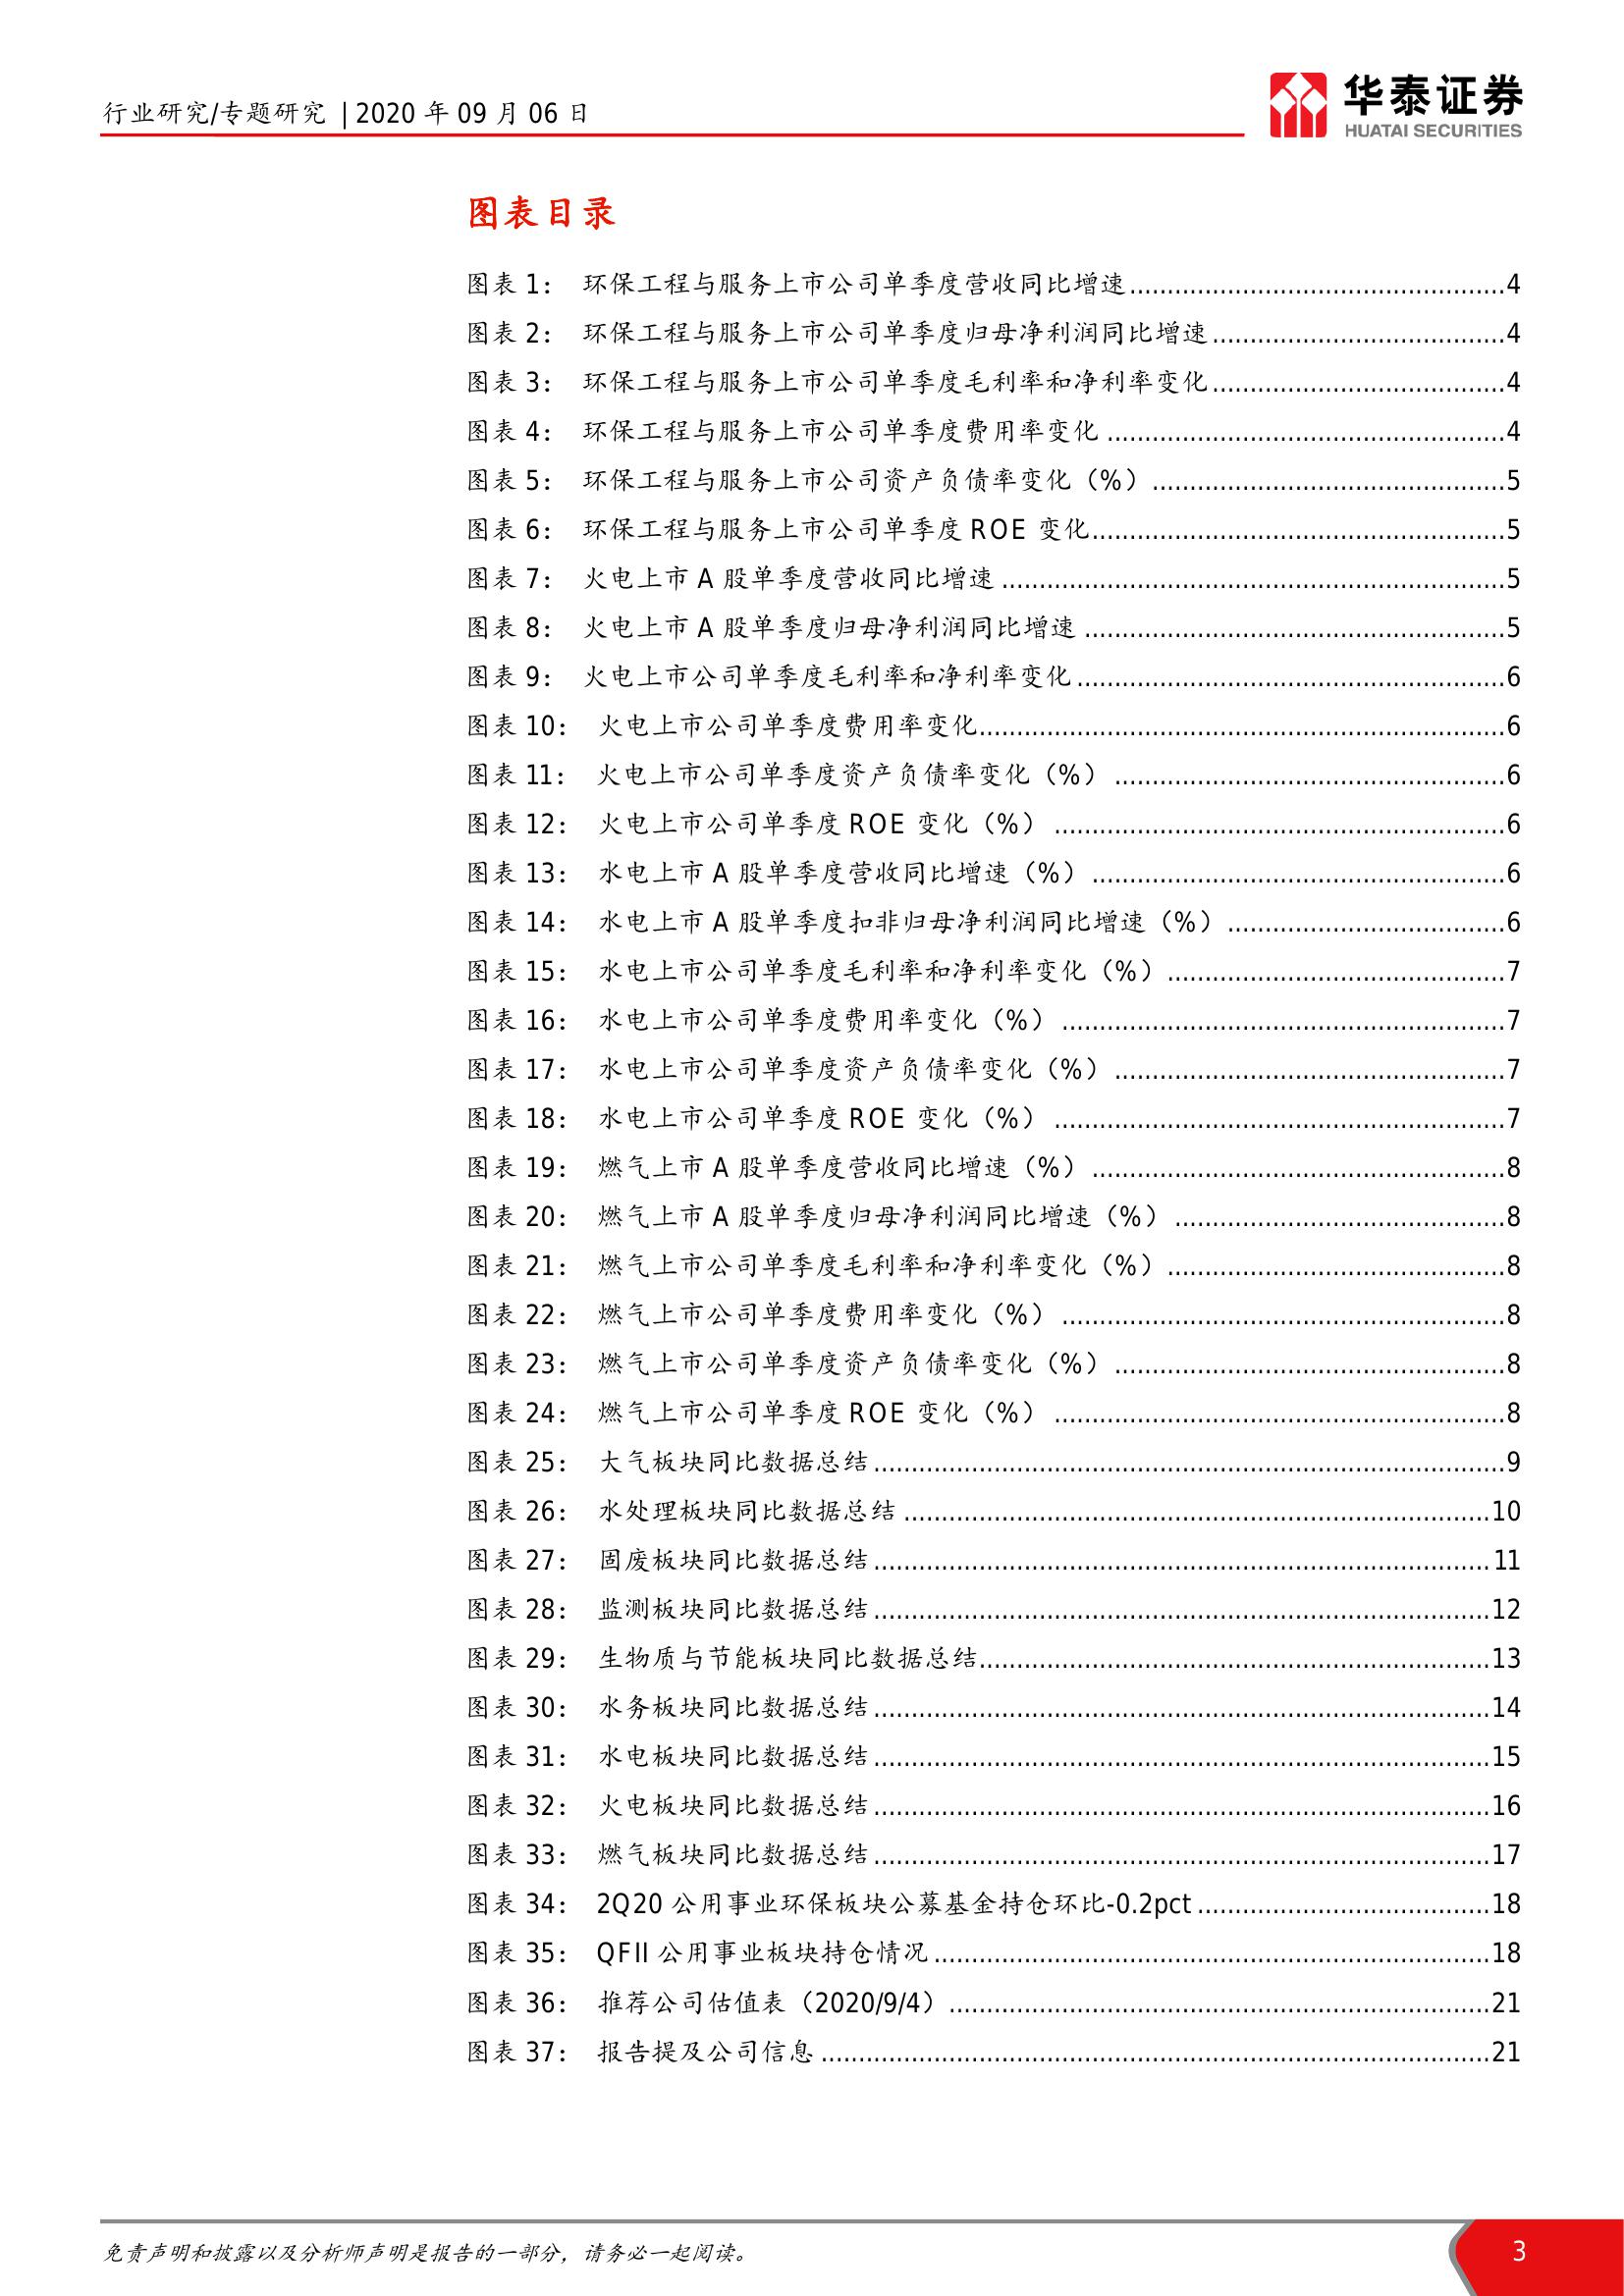 行业研究/专题研究 | 2020 年 09 月 06 日
华泰证券
HUATAI SECURITIES
图表目录
图表 1： 环保工程与服务上市公司单季度营收同比增速..................................................4
图表 2： 环保工程与服务上市公司单季度归母净利润同比增速.......................................4
图表 3： 环保工程与服务上市公司单季度毛利率和净利率变化.......................................4
图表 4： 环保工程与服务上市公司单季度费用率变化.....................................................4
图表 5： 环保工程与服务上市公司资产负债率变化（%）...............................................5
图表 6： 环保工程与服务上市公司单季度 ROE 变化.......................................................5
图表 7： 火电上市 A 股单季度营收同比增速...................................................................5
图表 8： 火电上市 A 股单季度归母净利润同比增速........................................................5
图表 9： 火电上市公司单季度毛利率和净利率变化.........................................................6
图表 10： 火电上市公司单季度费用率变化......................................................................6
图表 11： 火电上市公司单季度资产负债率变化（%）....................................................6
图表 12： 火电上市公司单季度 ROE 变化（%）............................................................6
图表 13： 水电上市 A 股单季度营收同比增速（%）.......................................................6
图表 14： 水电上市 A 股单季度扣非归母净利润同比增速（%）.....................................6
图表 15： 水电上市公司单季度毛利率和净利率变化（%）.............................................7
图表 16： 水电上市公司单季度费用率变化（%）...........................................................7
图表 17： 水电上市公司单季度资产负债率变化（%）....................................................7
图表 18： 水电上市公司单季度 ROE 变化（%）............................................................7
图表 19： 燃气上市 A 股单季度营收同比增速（%）.......................................................8
图表 20： 燃气上市 A 股单季度归母净利润同比增速（%）............................................8
图表 21： 燃气上市公司单季度毛利率和净利率变化（%）.............................................8
图表 22： 燃气上市公司单季度费用率变化（%）...........................................................8
图表 23： 燃气上市公司单季度资产负债率变化（%）....................................................8
图表 24： 燃气上市公司单季度 ROE 变化（%）............................................................8
图表 25： 大气板块同比数据总结....................................................................................9
图表 26： 水处理板块同比数据总结..............................................................................10
图表 27： 固废板块同比数据总结..................................................................................11
图表 28： 监测板块同比数据总结..................................................................................12
图表 29： 生物质与节能板块同比数据总结....................................................................13
图表 30： 水务板块同比数据总结..................................................................................14
图表 31： 水电板块同比数据总结..................................................................................15
图表 32： 火电板块同比数据总结..................................................................................16
图表 33： 燃气板块同比数据总结..................................................................................17
图表 34： 2Q20 公用事业环保板块公募基金持仓环比-0.2pct.......................................18
图表 35： QFII 公用事业板块持仓情况..........................................................................18
图表 36： 推荐公司估值表（2020/9/4）........................................................................21
图表 37： 报告提及公司信息.........................................................................................21
免责声明和披露以及分析师声明是报告的一部分，请务必一起阅读。
3